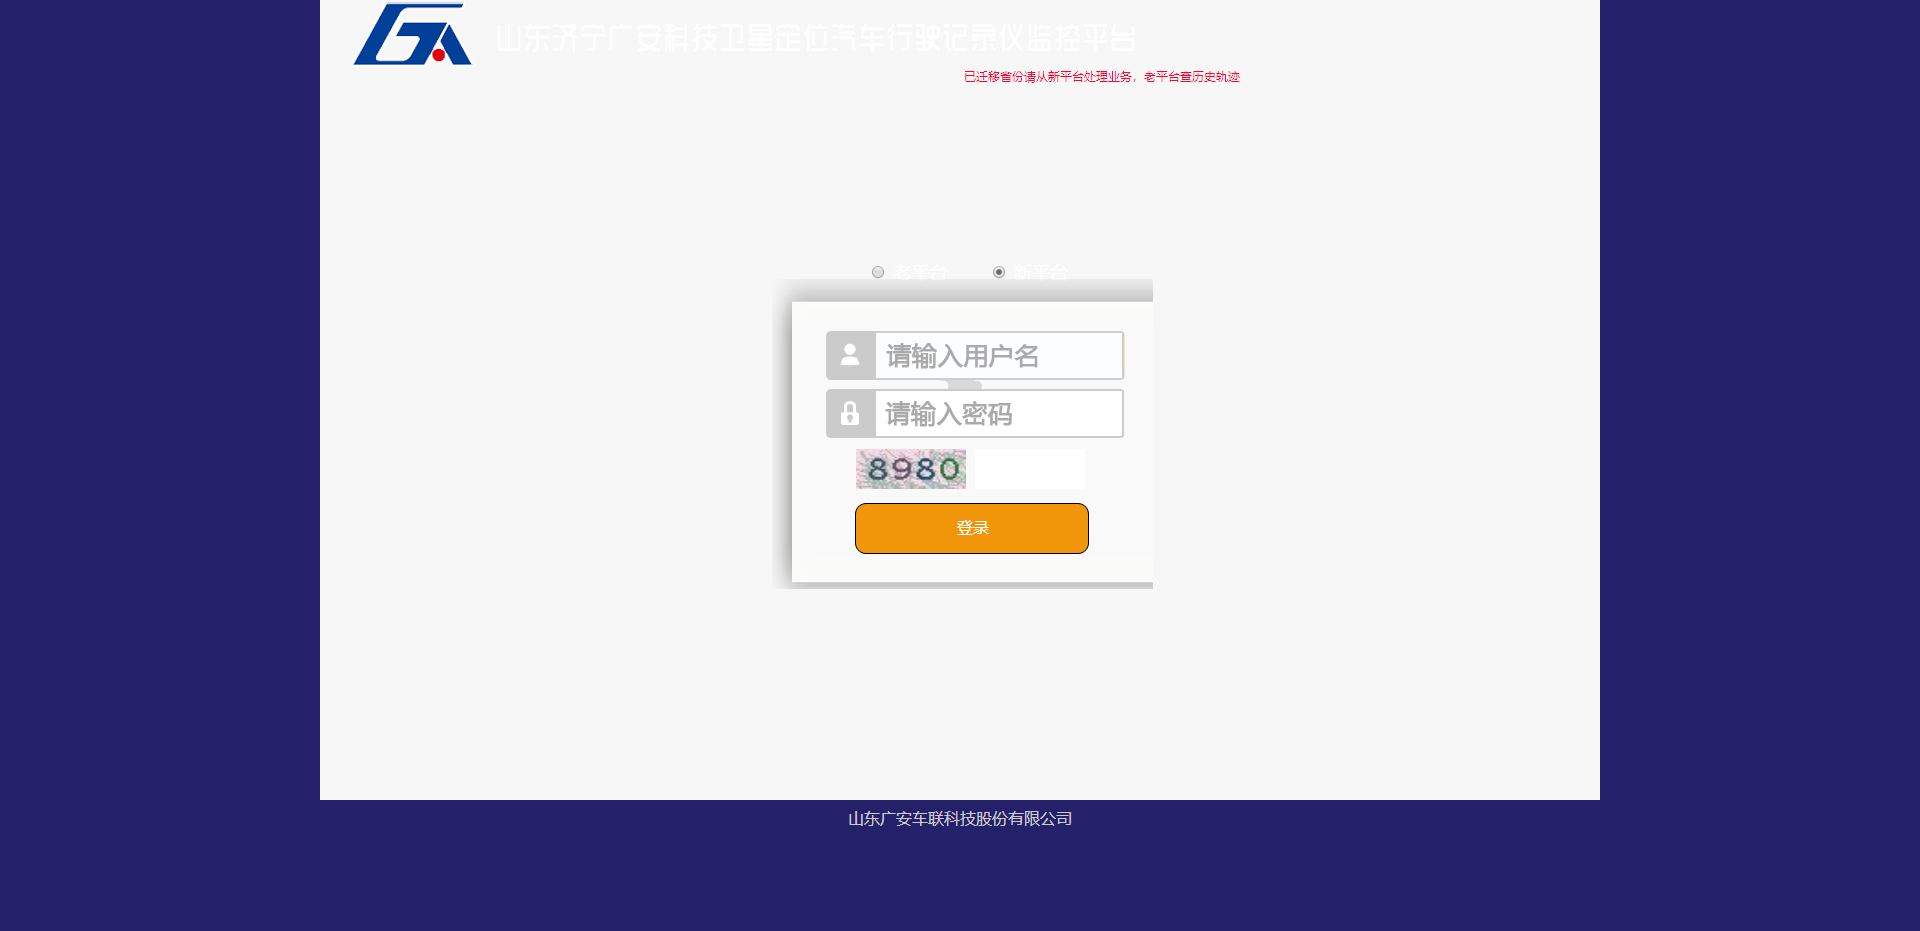 山东济宁广安科技卫星定位汽车行驶记录仪监控平台
已迁移省份请从新平台处理业务，老平台查历史轨迹
老平台 新平台
请输入用户名
请输入密码
8980
登录
山东广安车联科技股份有限公司